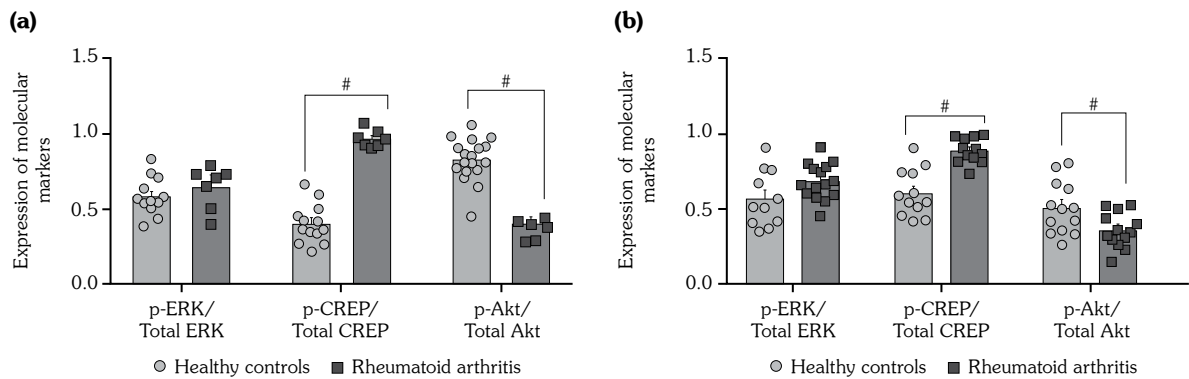 (a)
Expression of molecular
markers
1.5
1.0
0.5
0.0
#
#
p-ERK/
Total ERK
p-CREP/
Total CREP
p-Akt/
Total Akt
Healthy controls
Rheumatoid arthritis
(b)
Expression of molecular
markers
1.5
1.0
0.5
0.0
#
#
p-ERK/
Total ERK
p-CREP/
Total CREP
p-Akt/
Total Akt
Healthy controls
Rheumatoid arthritis